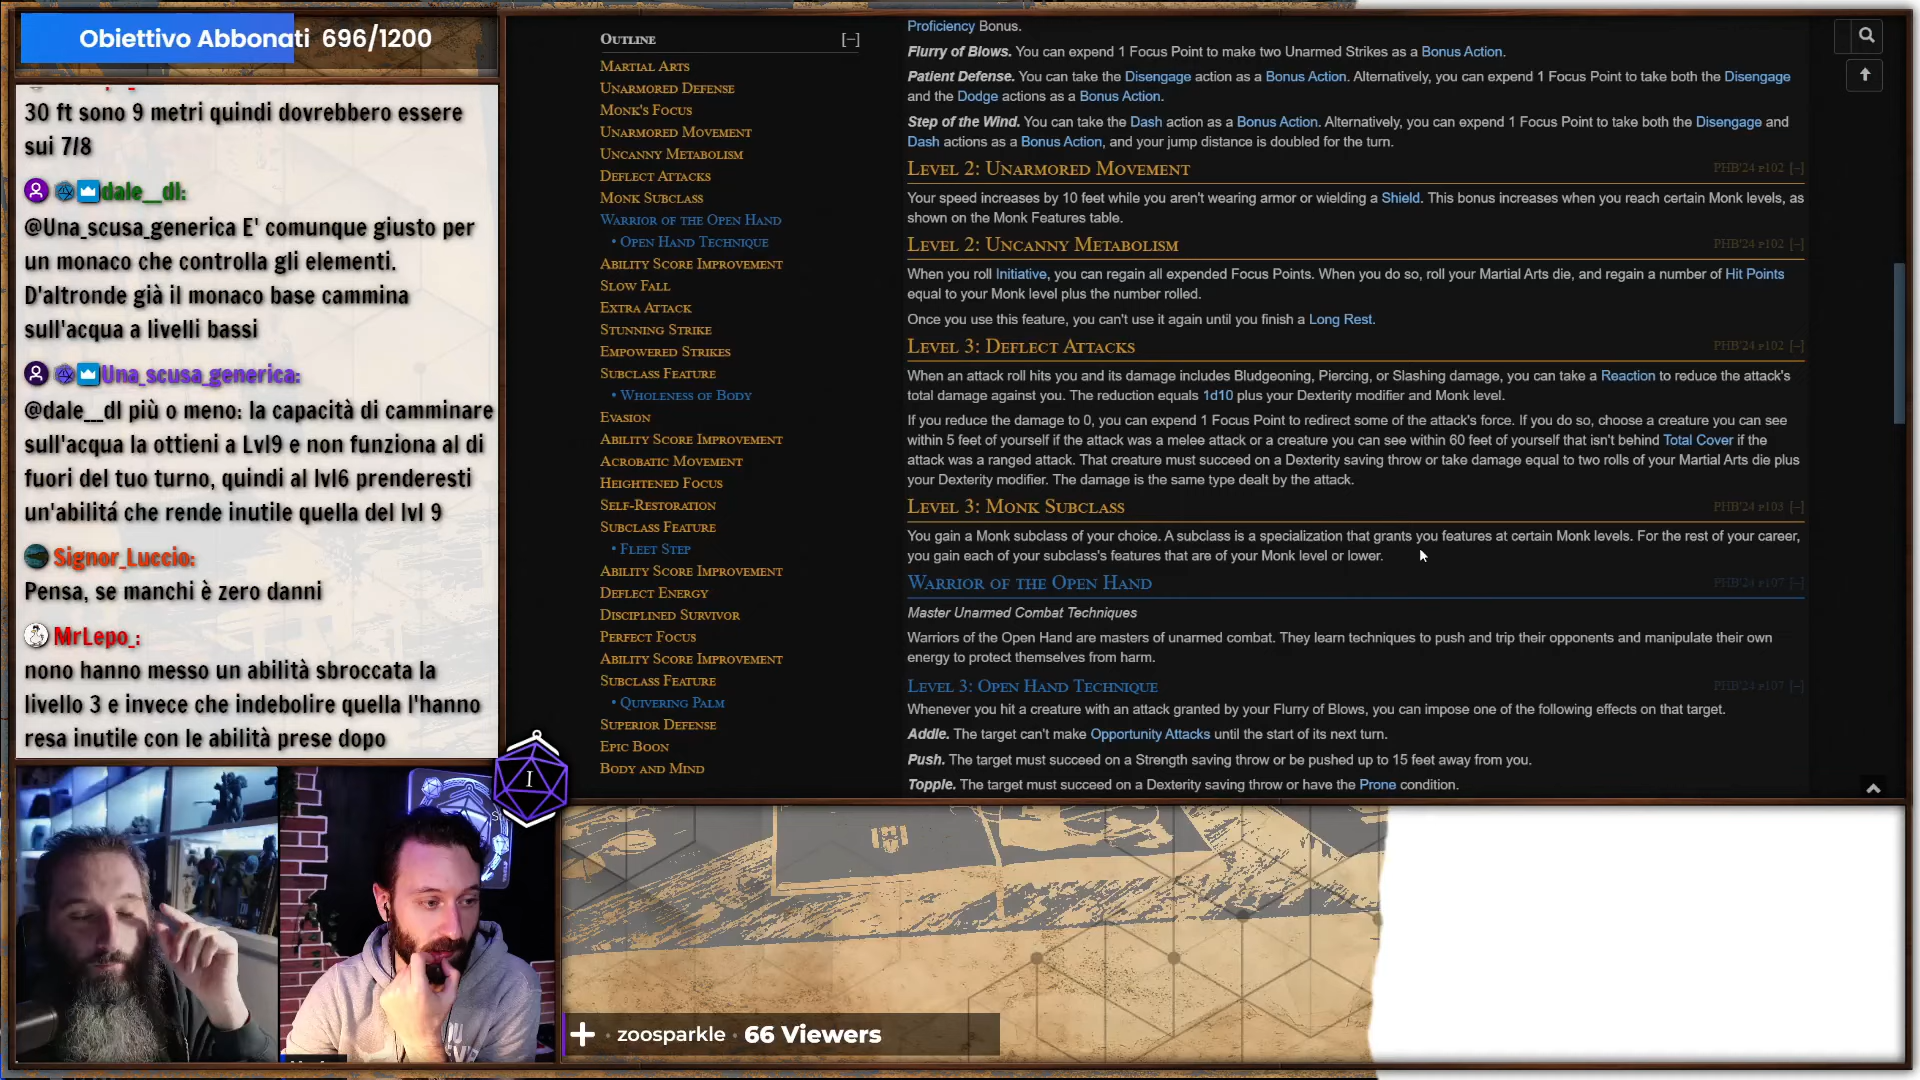 Obiettivo Abbonati 696/1200
30 ft sono 9 metri quindi dovrebbero essere
sui 7/8
dale__dl:
@Una_scusa_generica E' comunque giusto per
un monaco che controlla gli elementi.
D'altronde già il monaco base cammina
sull'acqua a livelli bassi
Una_scusa_generica:
@dale__dl più o meno: la capacità di camminare
sull'acqua la ottieni a Lvl9 e non funziona al di
fuori del tuo turno, quindi al lvl6 prenderesti
un'abilitá che rende inutile quella del lvl 9
Signor_Luccio:
Pensa, se manchi è zero danni
MrLepo_:
nono hanno messo un abilità sbroccata la
livello 3 e invece che indebolire quella l'hanno
resa inutile con le abilità prese dopo
Outline [–]
Martial Arts
Unarmored Defense
Monk's Focus
Unarmored Movement
Uncanny Metabolism
Deflect Attacks
Monk Subclass
Warrior of the Open Hand
• Open Hand Technique
Ability Score Improvement
Slow Fall
Extra Attack
Stunning Strike
Empowered Strikes
Subclass Feature
• Wholeness of Body
Evasion
Ability Score Improvement
Acrobatic Movement
Heightened Focus
Self-Restoration
Subclass Feature
• Fleet Step
Ability Score Improvement
Deflect Energy
Disciplined Survivor
Perfect Focus
Ability Score Improvement
Subclass Feature
• Quivering Palm
Superior Defense
Epic Boon
Body and Mind
Proficiency Bonus.
Flurry of Blows. You can expend 1 Focus Point to make two Unarmed Strikes as a Bonus Action.
Patient Defense. You can take the Disengage action as a Bonus Action. Alternatively, you can expend 1 Focus Point to take both the Disengage
and the Dodge actions as a Bonus Action.
Step of the Wind. You can take the Dash action as a Bonus Action. Alternatively, you can expend 1 Focus Point to take both the Disengage and
Dash actions as a Bonus Action, and your jump distance is doubled for the turn.
Level 2: Unarmored Movement PHB'24 p102 [–]
Your speed increases by 10 feet while you aren't wearing armor or wielding a Shield. This bonus increases when you reach certain Monk levels, as
shown on the Monk Features table.
Level 2: Uncanny Metabolism PHB'24 p102 [–]
When you roll Initiative, you can regain all expended Focus Points. When you do so, roll your Martial Arts die, and regain a number of Hit Points
equal to your Monk level plus the number rolled.
Once you use this feature, you can't use it again until you finish a Long Rest.
Level 3: Deflect Attacks PHB'24 p102 [–]
When an attack roll hits you and its damage includes Bludgeoning, Piercing, or Slashing damage, you can take a Reaction to reduce the attack's
total damage against you. The reduction equals 1d10 plus your Dexterity modifier and Monk level.
If you reduce the damage to 0, you can expend 1 Focus Point to redirect some of the attack's force. If you do so, choose a creature you can see
within 5 feet of yourself if the attack was a melee attack or a creature you can see within 60 feet of yourself that isn't behind Total Cover if the
attack was a ranged attack. That creature must succeed on a Dexterity saving throw or take damage equal to two rolls of your Martial Arts die plus
your Dexterity modifier. The damage is the same type dealt by the attack.
Level 3: Monk Subclass PHB'24 p103 [–]
You gain a Monk subclass of your choice. A subclass is a specialization that grants you features at certain Monk levels. For the rest of your career,
you gain each of your subclass's features that are of your Monk level or lower.
Warrior of the Open Hand PHB'24 p107 [–]
Master Unarmed Combat Techniques
Warriors of the Open Hand are masters of unarmed combat. They learn techniques to push and trip their opponents and manipulate their own
energy to protect themselves from harm.
Level 3: Open Hand Technique PHB'24 p107 [–]
Whenever you hit a creature with an attack granted by your Flurry of Blows, you can impose one of the following effects on that target.
Addle. The target can't make Opportunity Attacks until the start of its next turn.
Push. The target must succeed on a Strength saving throw or be pushed up to 15 feet away from you.
Topple. The target must succeed on a Dexterity saving throw or have the Prone condition.
I
zoosparkle · 66 Viewers